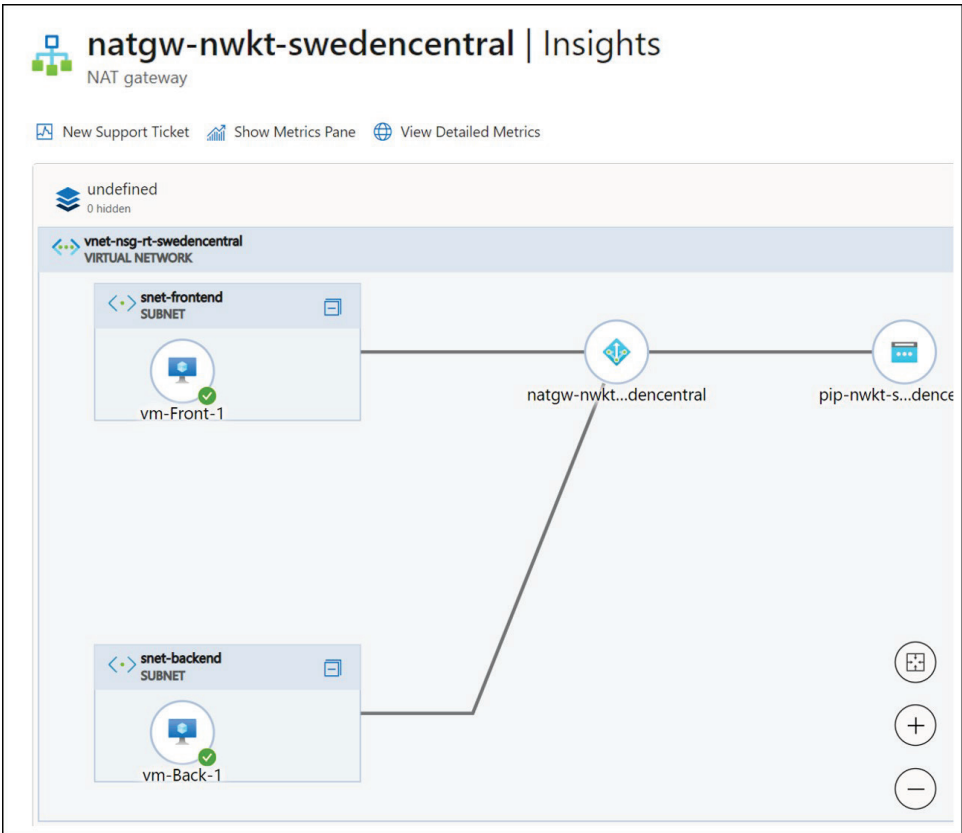 natgw-nwkt-swedencentral | Insights
NAT gateway
New Support Ticket Show Metrics Pane View Detailed Metrics
undefined
0 hidden
vnet-nsg-rt-swedencentral
VIRTUAL NETWORK
snet-frontend
SUBNET
vm-Front-1
natgw-nwkt...dencentral
pip-nwkt-s...dence
snet-backend
SUBNET
vm-Back-1